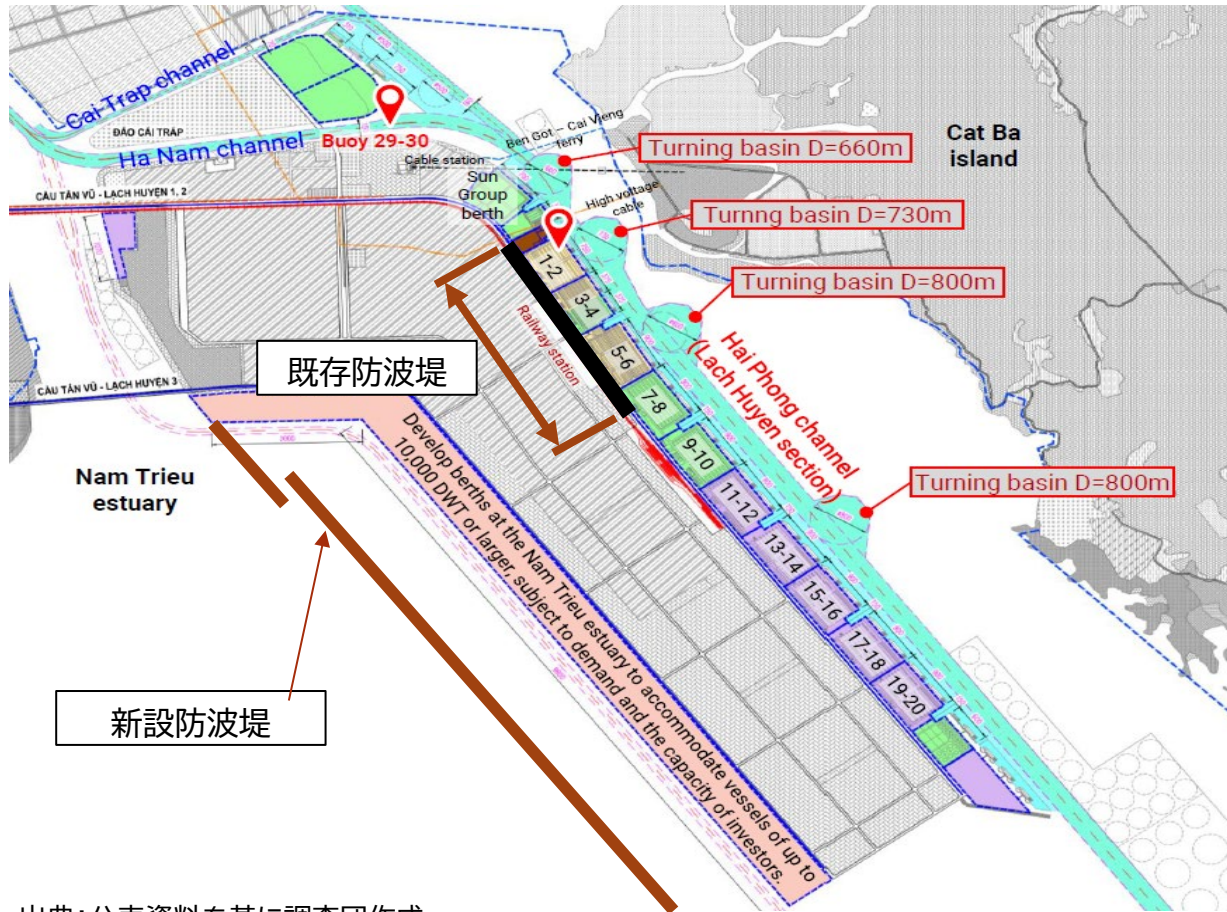 Cai Trap channel
ĐẢO CÁI TRÁP
Ha Nam channel
Buoy 29-30
Ben Got – Cai Vieng
ferry
Cable station
Sun
Group
berth
High voltage
cable
Turning basin D=660m
Cat Ba
island
CẦU TÂN VŨ - LẠCH HUYỆN 1, 2
Turnng basin D=730m
Turning basin D=800m
1-2
3-4
5-6
7-8
9-10
11-12
13-14
15-16
17-18
19-20
Railway station
Hai Phong channel
(Lach Huyen section)
既存防波堤
CẦU TÂN VŨ - LẠCH HUYỆN 3
Turning basin D=800m
Nam Trieu
estuary
Develop berths at the Nam Trieu estuary to accommodate vessels of up to
10,000 DWT or larger, subject to demand and the capacity of investors.
新設防波堤